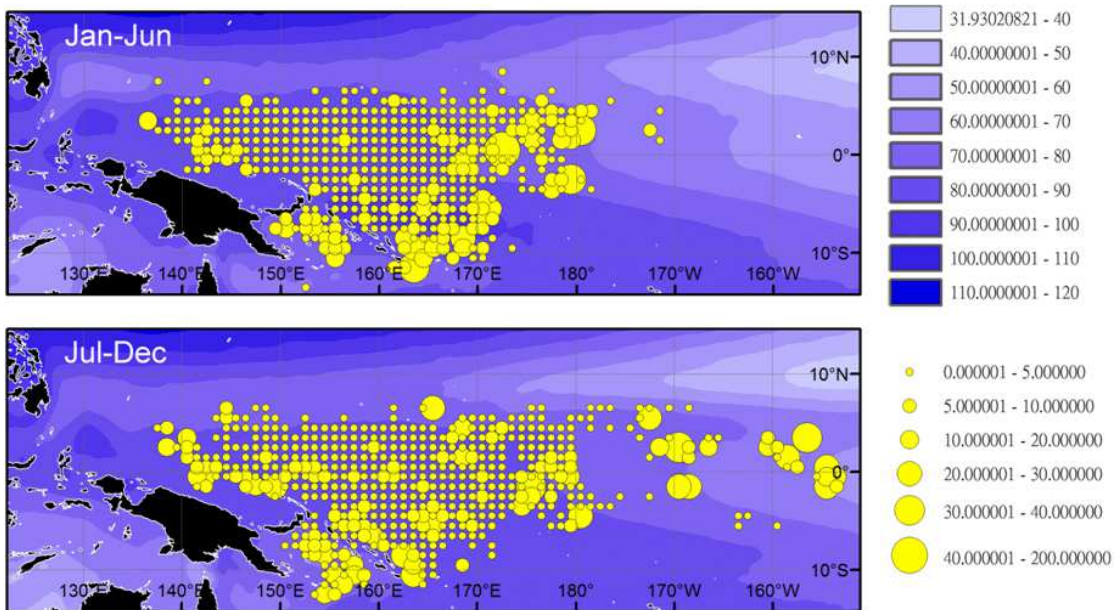 Jan-Jun
10°N
0°
10°S
130°E 140°E 150°E 160°E 170°E 180° 170°W 160°W
Jul-Dec
10°N
0°
10°S
130°E 140°E 150°E 160°E 170°E 180° 170°W 160°W
31.93020821 - 40
40.00000001 - 50
50.00000001 - 60
60.00000001 - 70
70.00000001 - 80
80.00000001 - 90
90.00000001 - 100
100.0000001 - 110
110.0000001 - 120
0.000001 - 5.000000
5.000001 - 10.000000
10.000001 - 20.000000
20.000001 - 30.000000
30.000001 - 40.000000
40.000001 - 200.000000